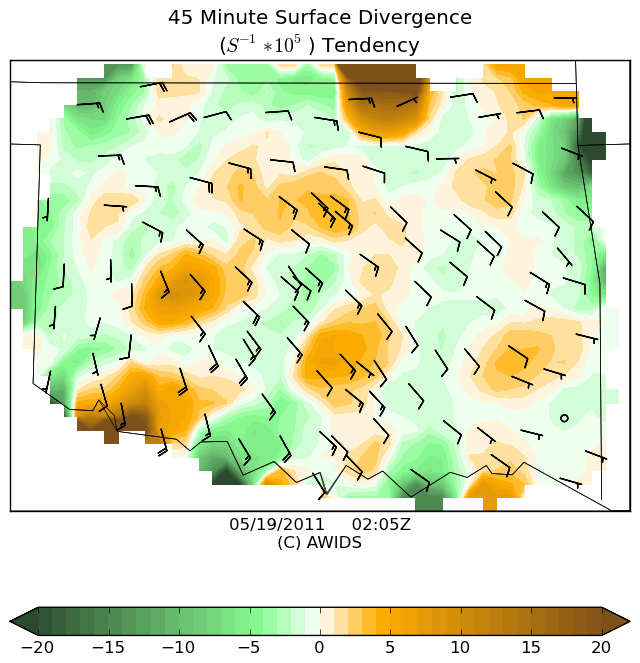 45 Minute Surface Divergence
(S⁻¹ *10⁵ ) Tendency
05/19/2011 02:05Z
(C) AWIDS
−20 −15 −10 −5 0 5 10 15 20